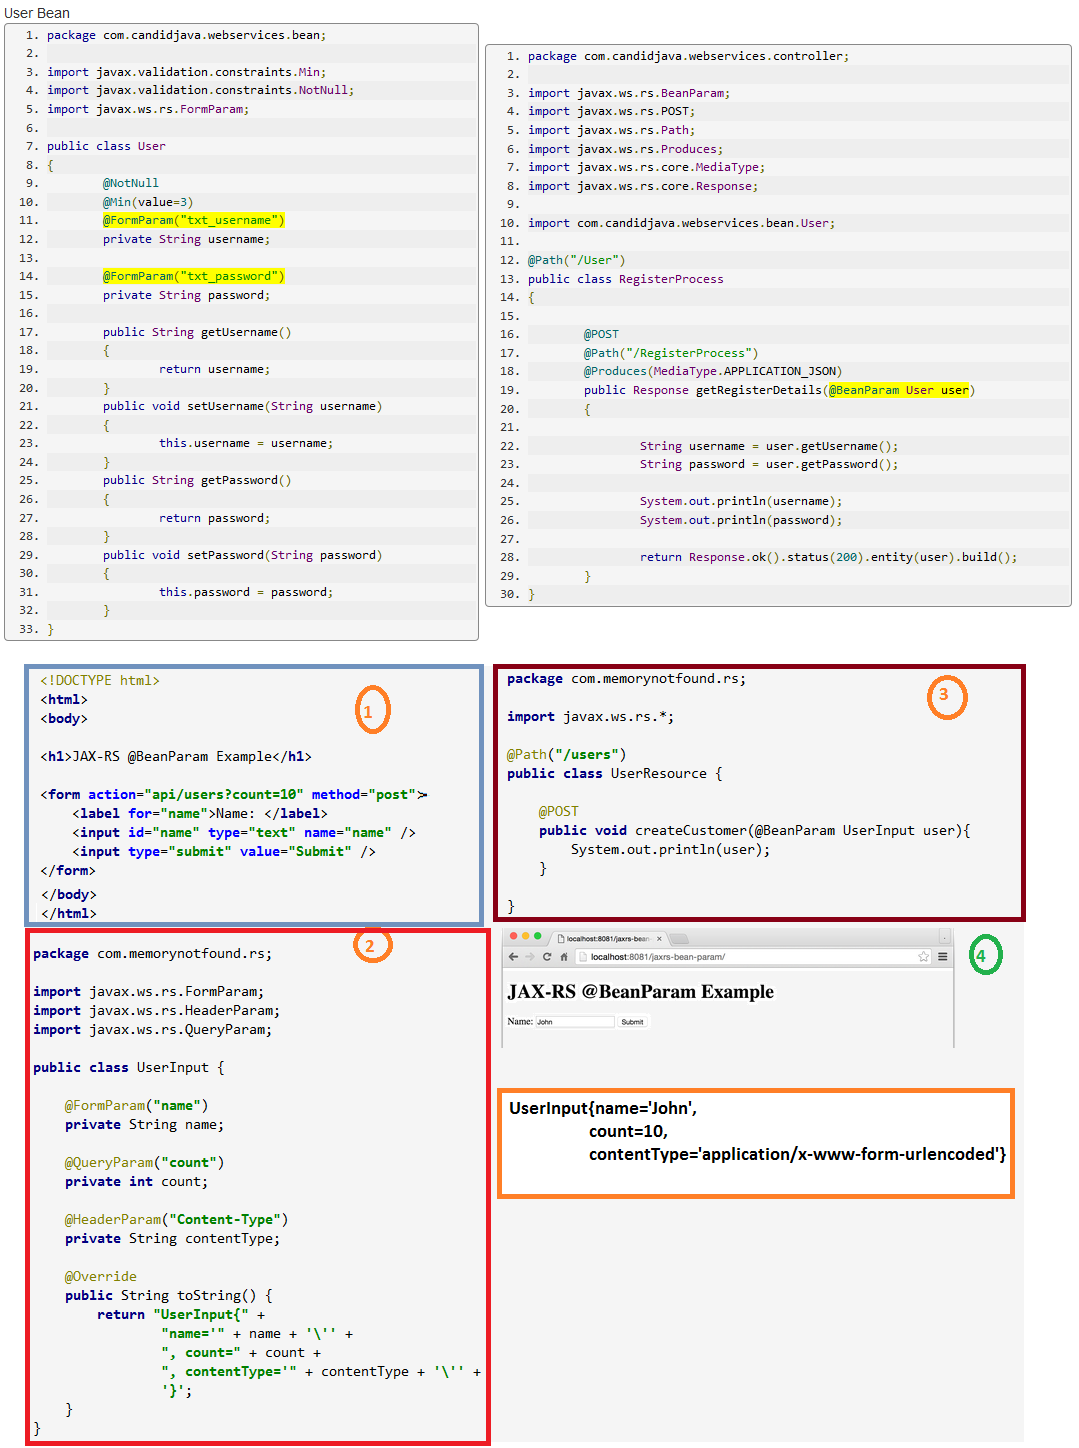 User Bean
1. package com.candidjava.webservices.bean;
2.
3. import javax.validation.constraints.Min;
4. import javax.validation.constraints.NotNull;
5. import javax.ws.rs.FormParam;
6.
7. public class User
8. {
9. @NotNull
10. @Min(value=3)
11. @FormParam("txt_username")
12. private String username;
13.
14. @FormParam("txt_password")
15. private String password;
16.
17. public String getUsername()
18. {
19. return username;
20. }
21. public void setUsername(String username)
22. {
23. this.username = username;
24. }
25. public String getPassword()
26. {
27. return password;
28. }
29. public void setPassword(String password)
30. {
31. this.password = password;
32. }
33. }
1. package com.candidjava.webservices.controller;
2.
3. import javax.ws.rs.BeanParam;
4. import javax.ws.rs.POST;
5. import javax.ws.rs.Path;
6. import javax.ws.rs.Produces;
7. import javax.ws.rs.core.MediaType;
8. import javax.ws.rs.core.Response;
9.
10. import com.candidjava.webservices.bean.User;
11.
12. @Path("/User")
13. public class RegisterProcess
14. {
15.
16. @POST
17. @Path("/RegisterProcess")
18. @Produces(MediaType.APPLICATION_JSON)
19. public Response getRegisterDetails(@BeanParam User user)
20. {
21.
22. String username = user.getUsername();
23. String password = user.getPassword();
24.
25. System.out.println(username);
26. System.out.println(password);
27.
28. return Response.ok().status(200).entity(user).build();
29. }
30. }
1
<!DOCTYPE html>
<html>
<body>
<h1>JAX-RS @BeanParam Example</h1>
<form action="api/users?count=10" method="post">
<label for="name">Name: </label>
<input id="name" type="text" name="name" />
<input type="submit" value="Submit" />
</form>
</body>
</html>
3
package com.memorynotfound.rs;
import javax.ws.rs.*;
@Path("/users")
public class UserResource {
@POST
public void createCustomer(@BeanParam UserInput user){
System.out.println(user);
}
}
2
package com.memorynotfound.rs;
import javax.ws.rs.FormParam;
import javax.ws.rs.HeaderParam;
import javax.ws.rs.QueryParam;
public class UserInput {
@FormParam("name")
private String name;
@QueryParam("count")
private int count;
@HeaderParam("Content-Type")
private String contentType;
@Override
public String toString() {
return "UserInput{" +
"name='" + name + '\'' +
", count=" + count +
", contentType='" + contentType + '\'' +
'}';
}
}
4
localhost:8081/jaxrs-bean-
localhost:8081/jaxrs-bean-param/
JAX-RS @BeanParam Example
Name: John Submit
UserInput{name='John',
count=10,
contentType='application/x-www-form-urlencoded'}